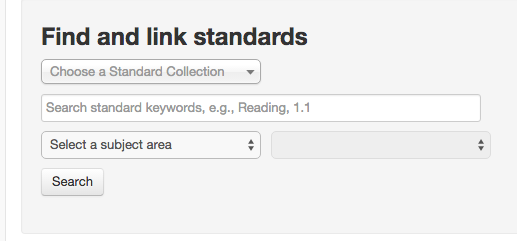 Find and link standards
Choose a Standard Collection
Search standard keywords, e.g., Reading, 1.1
Select a subject area
Search